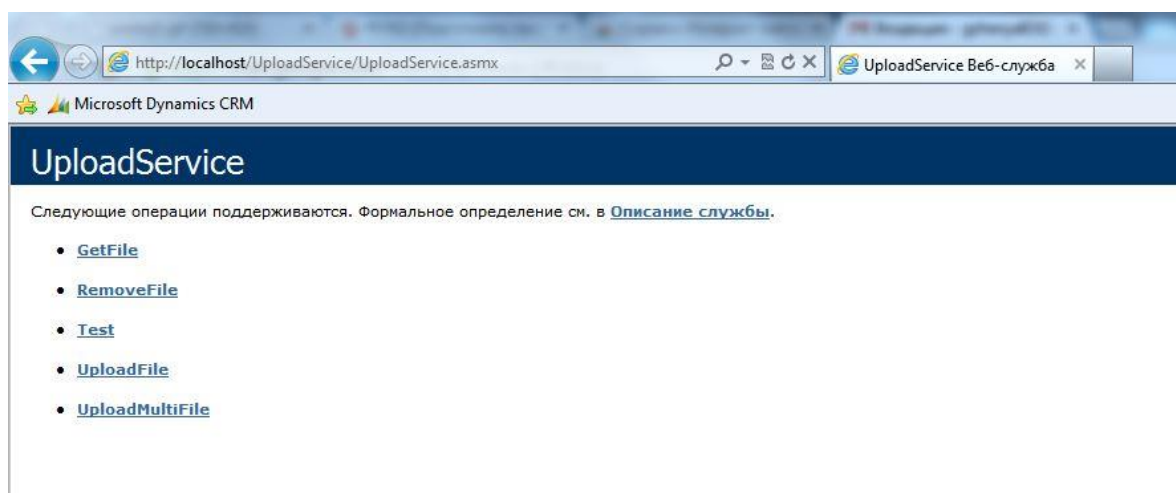 http://localhost/UploadService/UploadService.asmx
UploadService Веб-служба
Microsoft Dynamics CRM
UploadService
Следующие операции поддерживаются. Формальное определение см. в Описание службы.
GetFile
RemoveFile
Test
UploadFile
UploadMultiFile